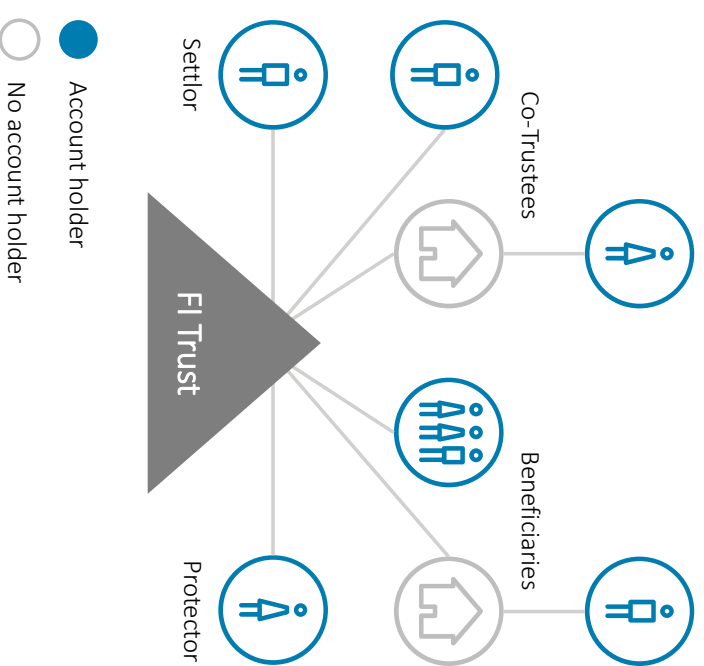 Co-Trustees
Beneficiaries
Settlor
Protector
FI Trust
Account holder
No account holder